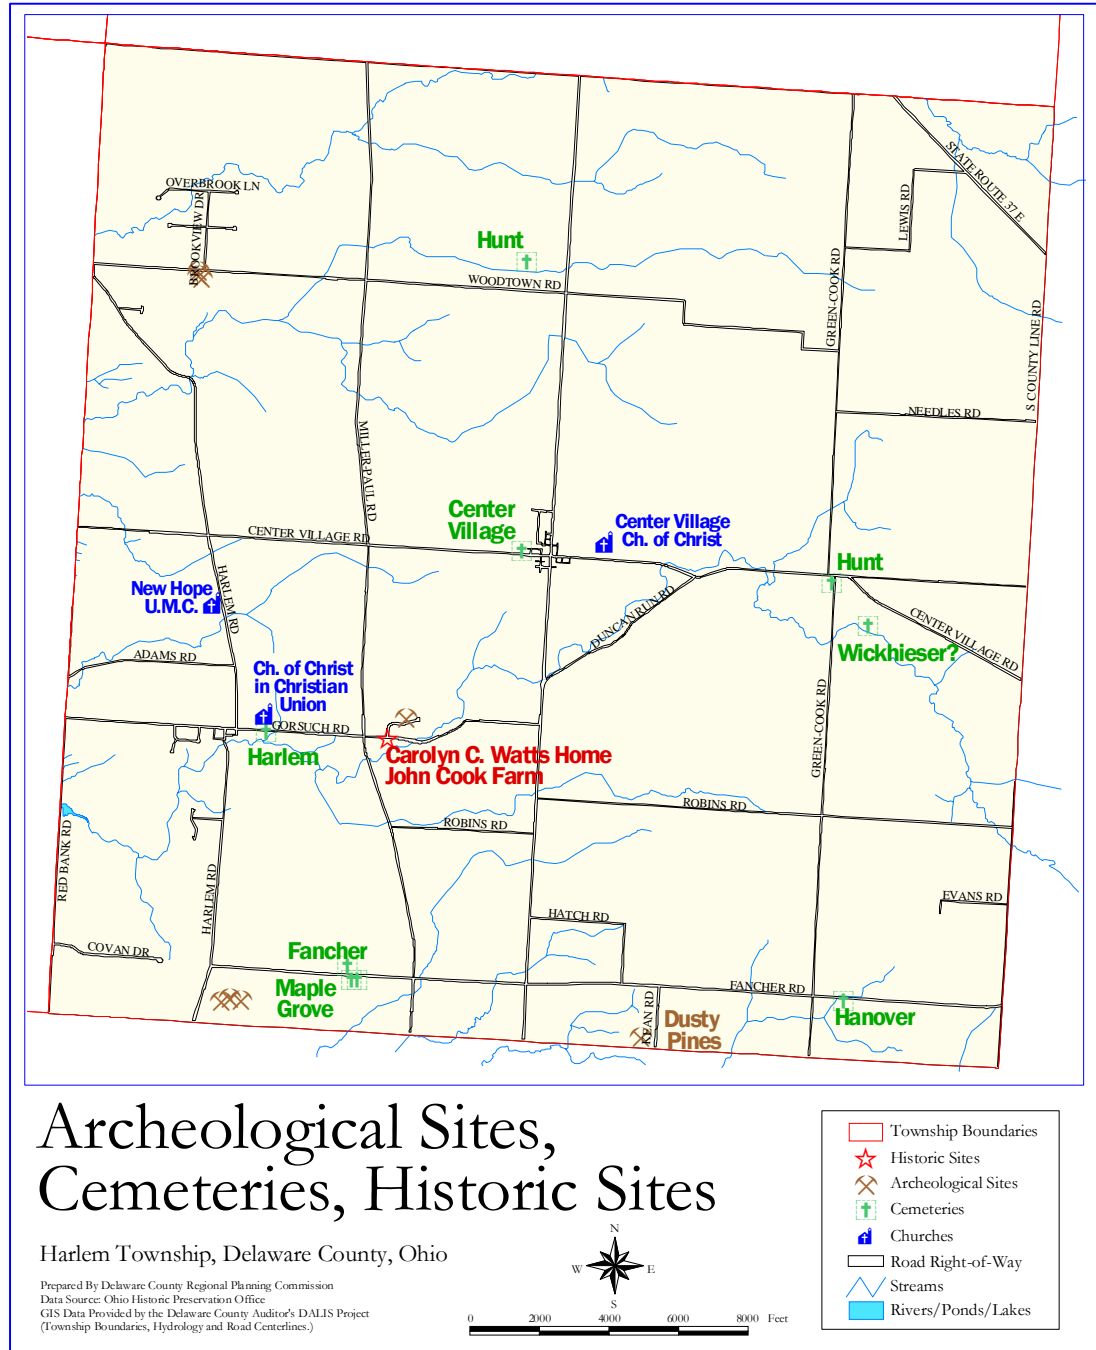 OVERBROOK LN
BROOKVIEW DR
STATE ROUTE 37 E
LEWIS RD
Hunt
WOODTOWN RD
GREEN-COOK RD
S COUNTY LINE RD
NEEDLES RD
MILLER-PAUL RD
Center
Village
Center Village
Ch. of Christ
CENTER VILLAGE RD
Hunt
New Hope
U.M.C.
HARLEM RD
DUNCAN RUN RD
CENTER VILLAGE RD
Wickhieser?
ADAMS RD
Ch. of Christ
in Christian
Union
GORSUCH RD
Harlem
Carolyn C. Watts Home
John Cook Farm
GREEN-COOK RD
ROBINS RD
ROBINS RD
RED BANK RD
HARLEM RD
EVANS RD
HATCH RD
COVAN DR
Fancher
Maple
Grove
FANCHER RD
KEAN RD
Dusty
Pines
Hanover
Archeological Sites,
Cemeteries, Historic Sites
Harlem Township, Delaware County, Ohio
Prepared By Delaware County Regional Planning Commission
Data Source: Ohio Historic Preservation Office
GIS Data Provided by the Delaware County Auditor's DALIS Project
(Township Boundaries, Hydrology and Road Centerlines.)
N
W E
S
0 2000 4000 6000 8000 Feet
Township Boundaries
Historic Sites
Archeological Sites
Cemeteries
Churches
Road Right-of-Way
Streams
Rivers/Ponds/Lakes